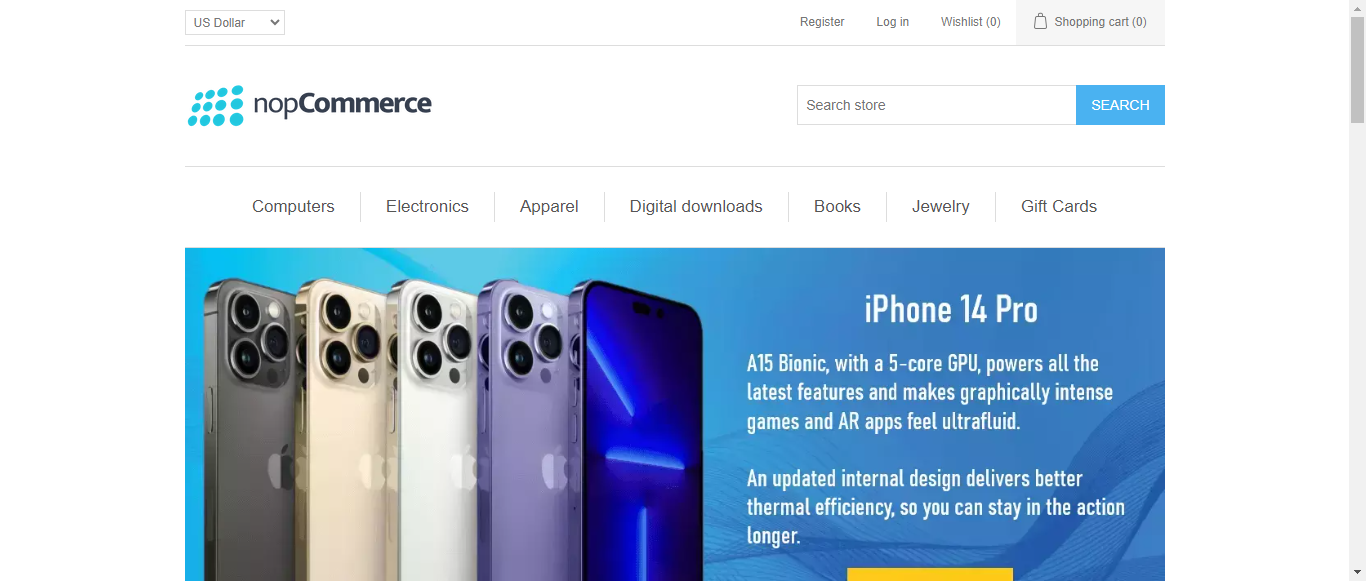 US Dollar
Register
Log in
Wishlist (0)
Shopping cart (0)
nopCommerce
Search store
SEARCH
Computers
Electronics
Apparel
Digital downloads
Books
Jewelry
Gift Cards
iPhone 14 Pro
A15 Bionic, with a 5-core GPU, powers all the
latest features and makes graphically intense
games and AR apps feel ultrafluid.
An updated internal design delivers better
thermal efficiency, so you can stay in the action
longer.